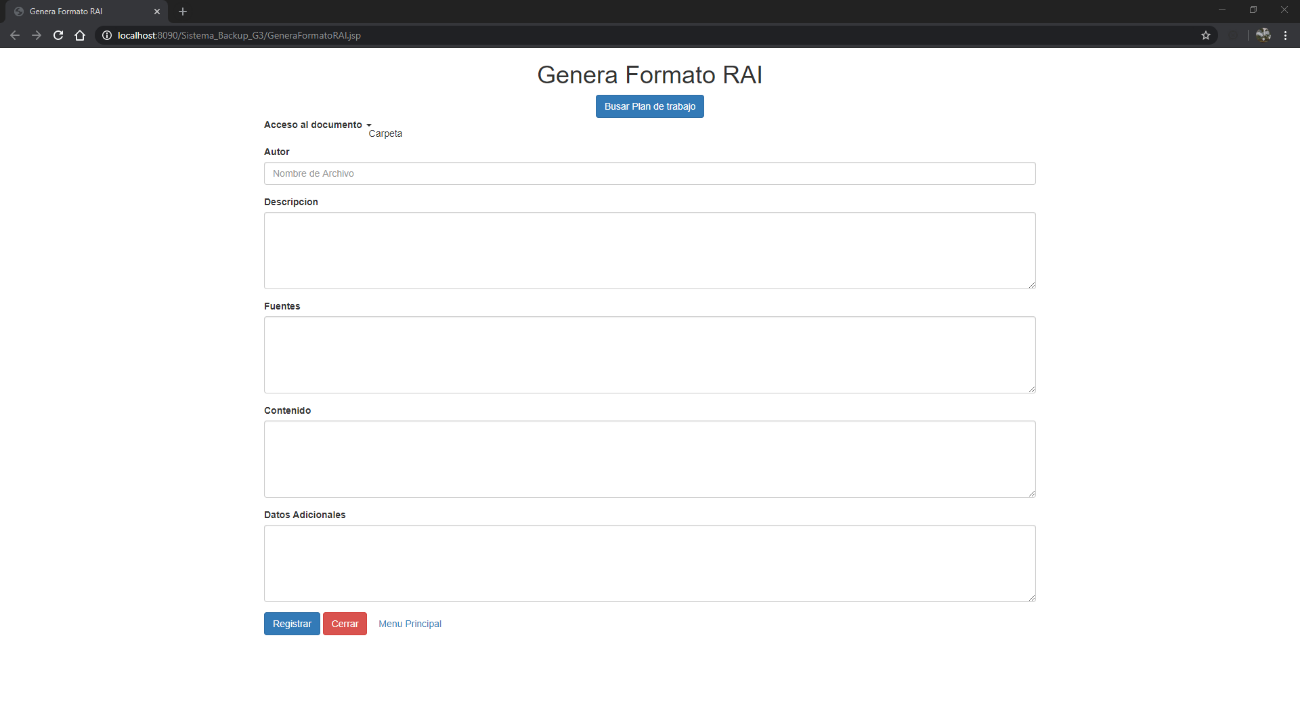 Genera Formato RAI
localhost:8090/Sistema_Backup_G3/GeneraFormatoRAI.jsp
Genera Formato RAI
Busar Plan de trabajo
Acceso al documento
Carpeta
Autor
Nombre de Archivo
Descripcion
Fuentes
Contenido
Datos Adicionales
Registrar Cerrar Menu Principal